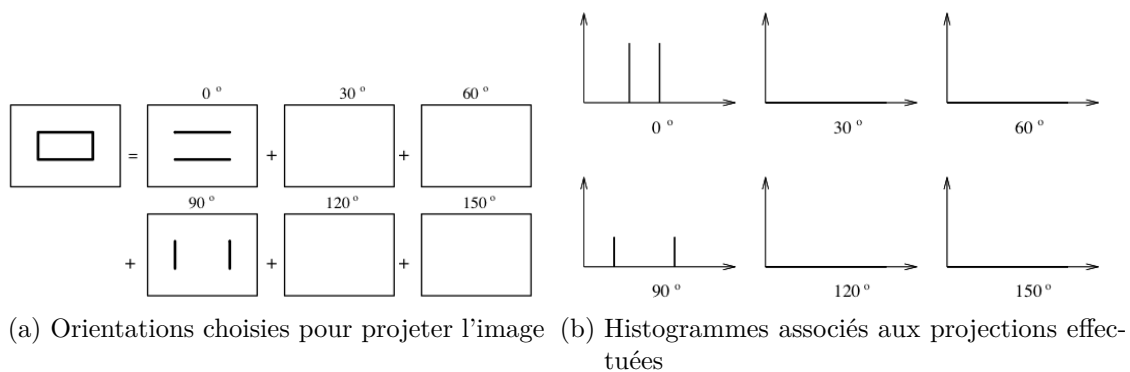 0 º 30 º 60 º
= + +
90 º 120 º 150 º
+ + +
(a) Orientations choisies pour projeter l'image
0 º 30 º 60 º
90 º 120 º 150 º
(b) Histogrammes associés aux projections effec-
tuées